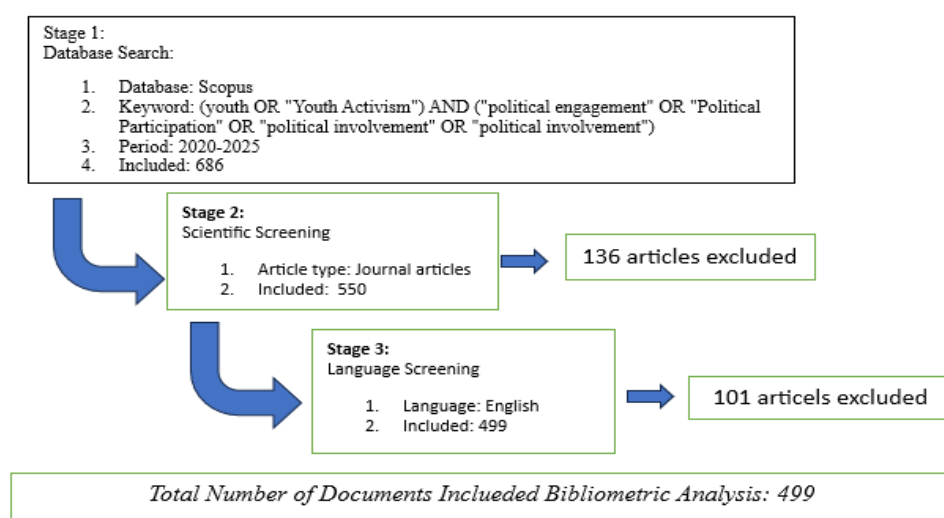 Stage 1:
Database Search:
1. Database: Scopus
2. Keyword: (youth OR "Youth Activism") AND ("political engagement" OR "Political
Participation" OR "political involvement" OR "political involvement")
3. Period: 2020-2025
4. Included: 686
Stage 2:
Scientific Screening
1. Article type: Journal articles
2. Included: 550
136 articles excluded
Stage 3:
Language Screening
1. Language: English
2. Included: 499
101 articels excluded
Total Number of Documents Inclueded Bibliometric Analysis: 499